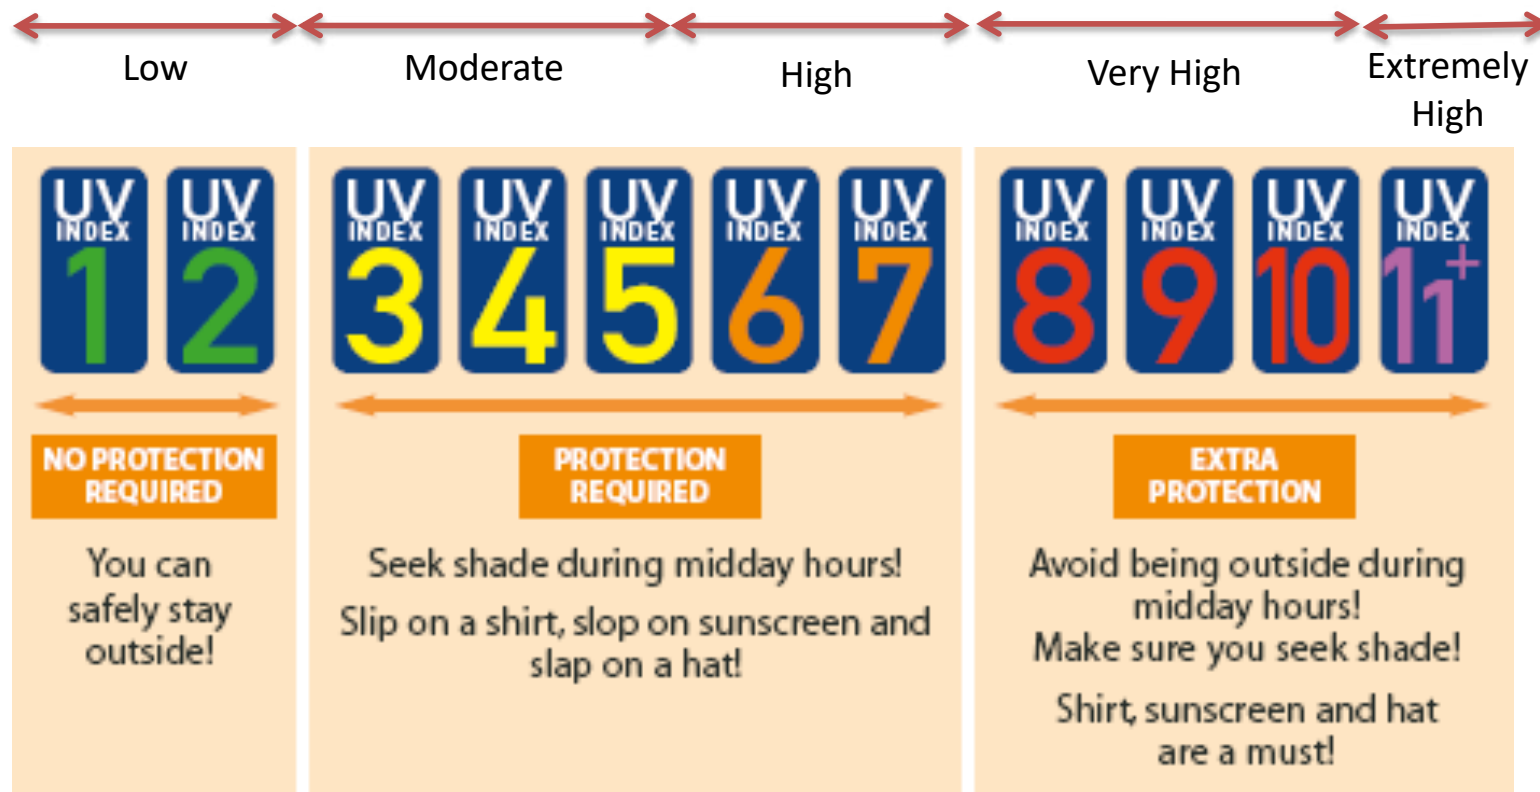 Low
Moderate
High
Very High
Extremely
High
UV
INDEX
1
UV
INDEX
2
UV
INDEX
3
UV
INDEX
4
UV
INDEX
5
UV
INDEX
6
UV
INDEX
7
UV
INDEX
8
UV
INDEX
9
UV
INDEX
10
UV
INDEX
11+
NO PROTECTION
REQUIRED
You can
safely stay
outside!
PROTECTION
REQUIRED
Seek shade during midday hours!
Slip on a shirt, slop on sunscreen and
slap on a hat!
EXTRA
PROTECTION
Avoid being outside during
midday hours!
Make sure you seek shade!
Shirt, sunscreen and hat
are a must!